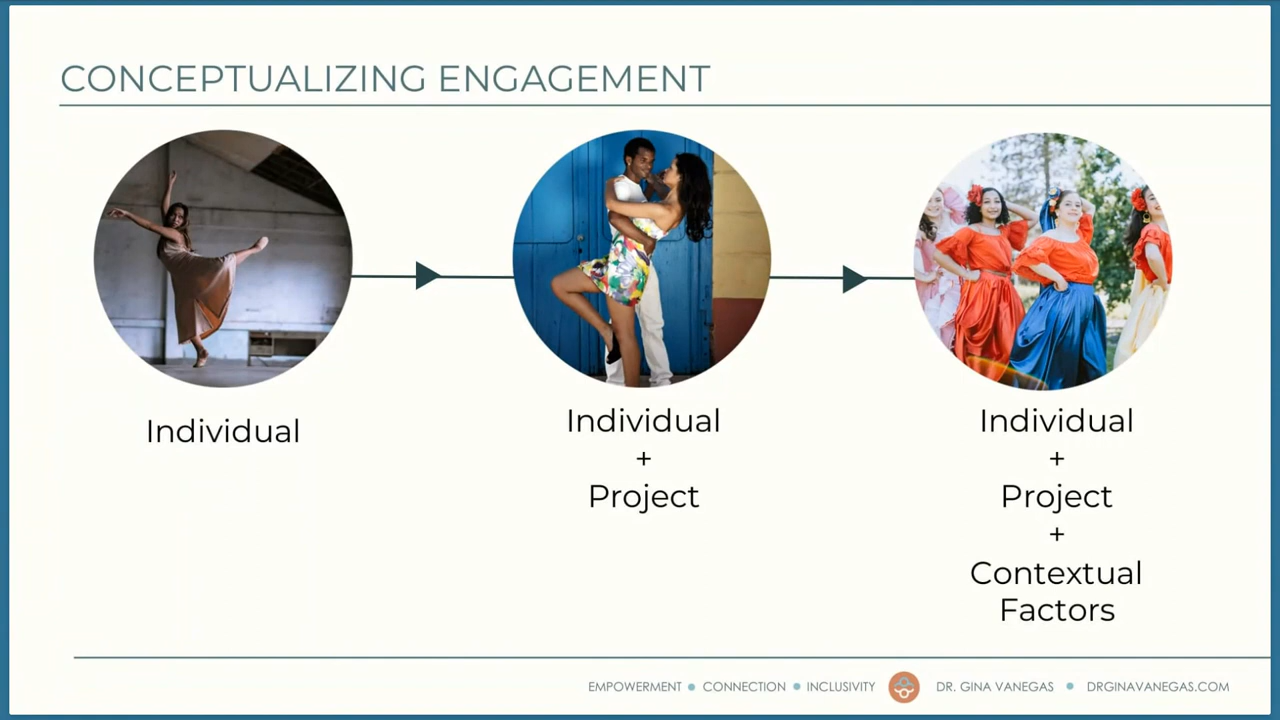 CONCEPTUALIZING ENGAGEMENT
Individual
Individual
+
Project
Individual
+
Project
+
Contextual
Factors
EMPOWERMENT • CONNECTION • INCLUSIVITY DR. GINA VANEGAS • DRGINAVANEGAS.COM